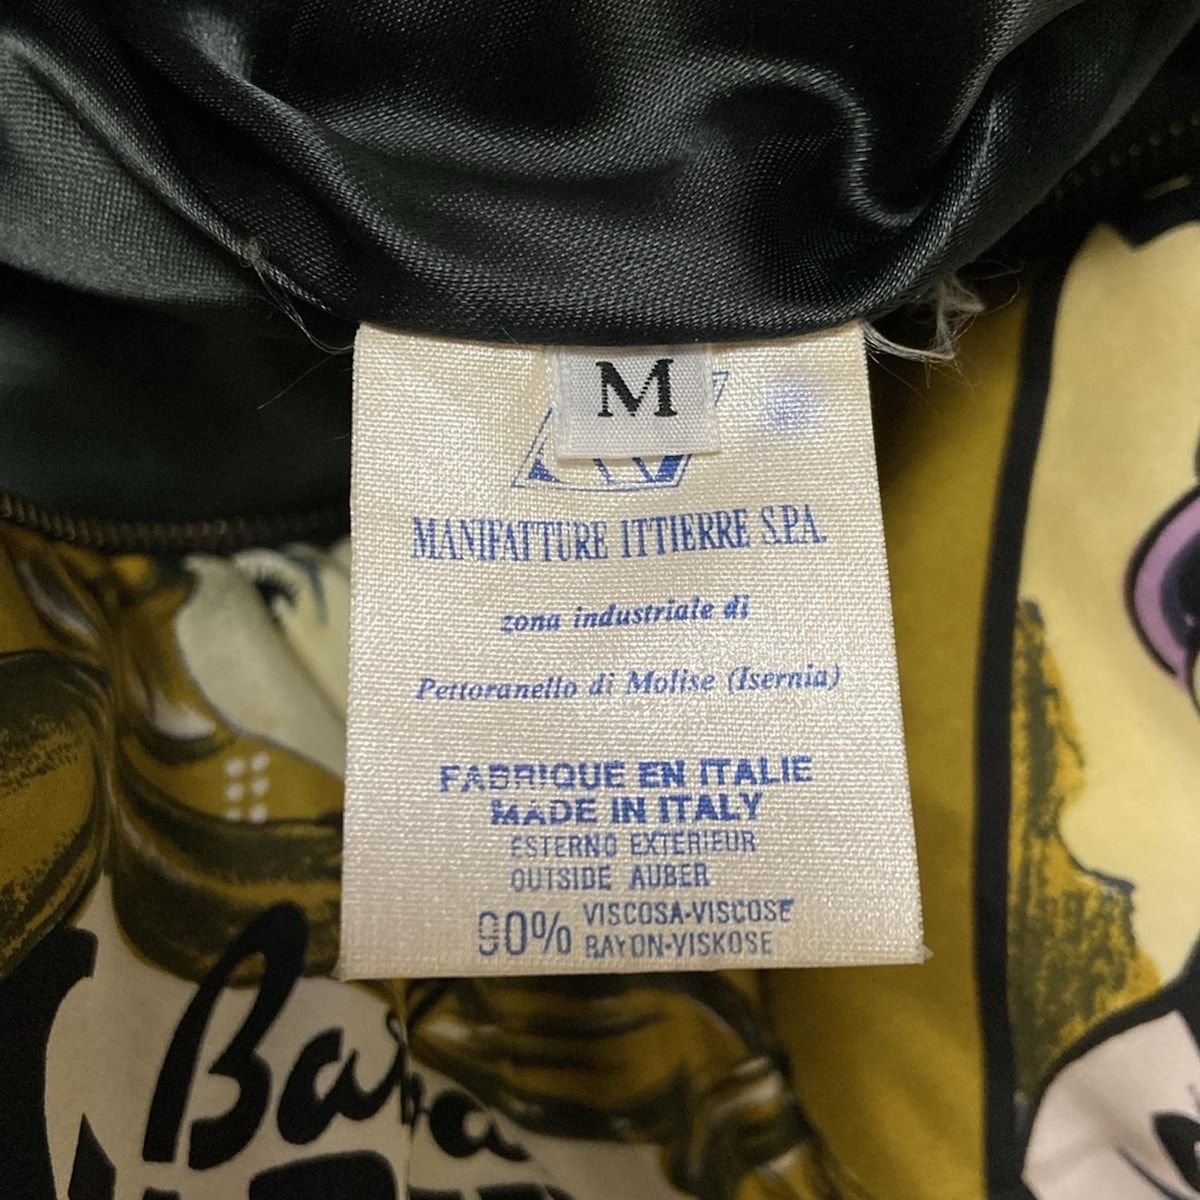 M
MANIFATTURE ITTIERRE S.P.A.
zona industriale di
Pettoranello di Molise (Isernia)
FABRIQUE EN ITALIE
MADE IN ITALY
ESTERNO EXTERIEUR
OUTSIDE AUBER
90% VISCOSA-VISCOSE
RAYON-VISKOSE